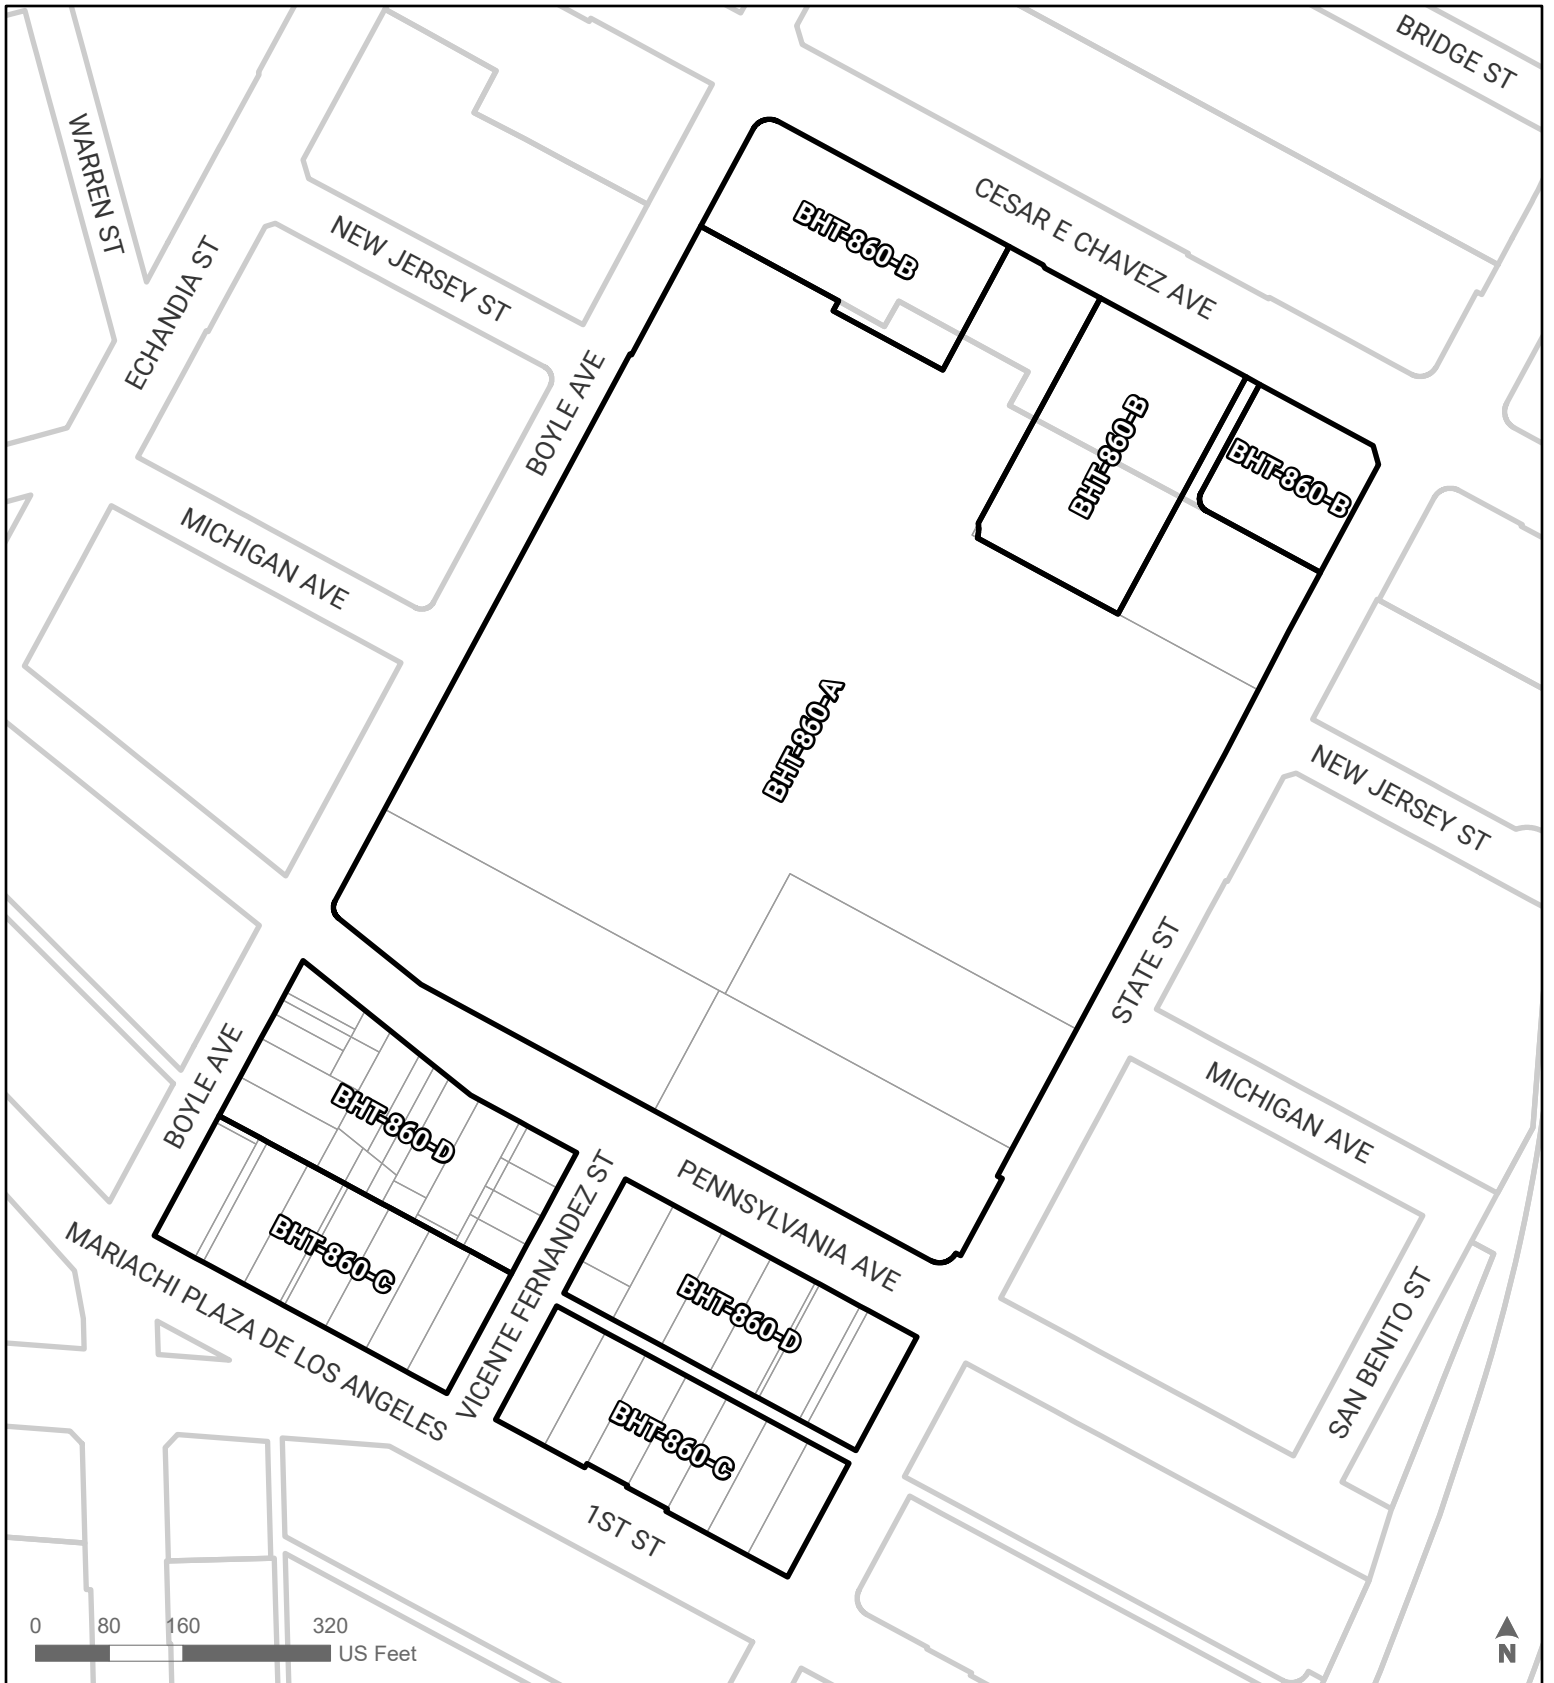 BRIDGE ST
WARREN ST
CESAR E CHAVEZ AVE
BHT-860-B
NEW JERSEY ST
ECHANDIA ST
BOYLE AVE
BHT-860-B
BHT-860-B
MICHIGAN AVE
BHT-860-A
NEW JERSEY ST
STATE ST
BOYLE AVE
BHT-860-D
MICHIGAN AVE
PENNSYLVANIA AVE
VICENTE FERNANDEZ ST
BHT-860-C
BHT-860-D
MARIACHI PLAZA DE LOS ANGELES
SAN BENITO ST
BHT-860-C
1ST ST
0 80 160 320
US Feet
N